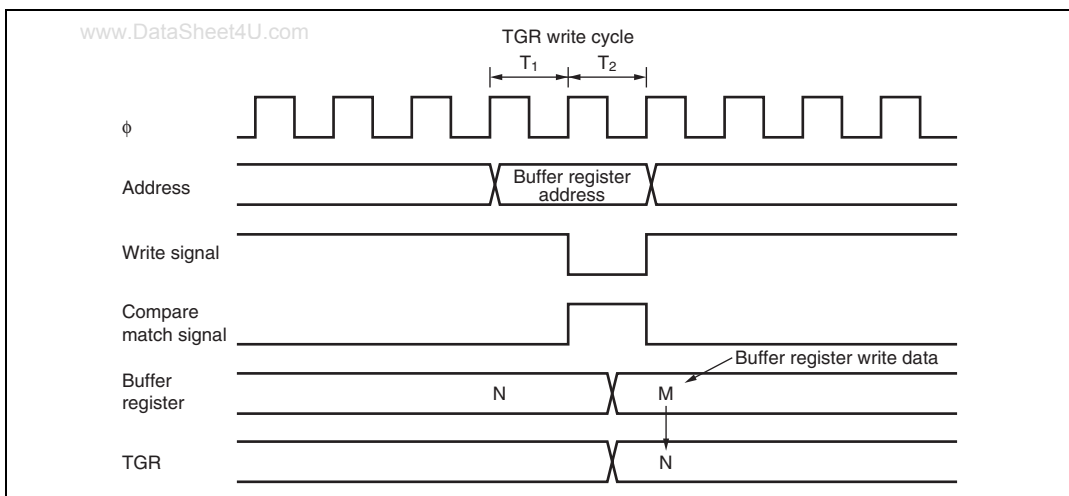 www.DataSheet4U.com
TGR write cycle
T1 T2
ϕ
Address
Buffer register
address
Write signal
Compare
match signal
Buffer register write data
Buffer
register
N M
TGR
N